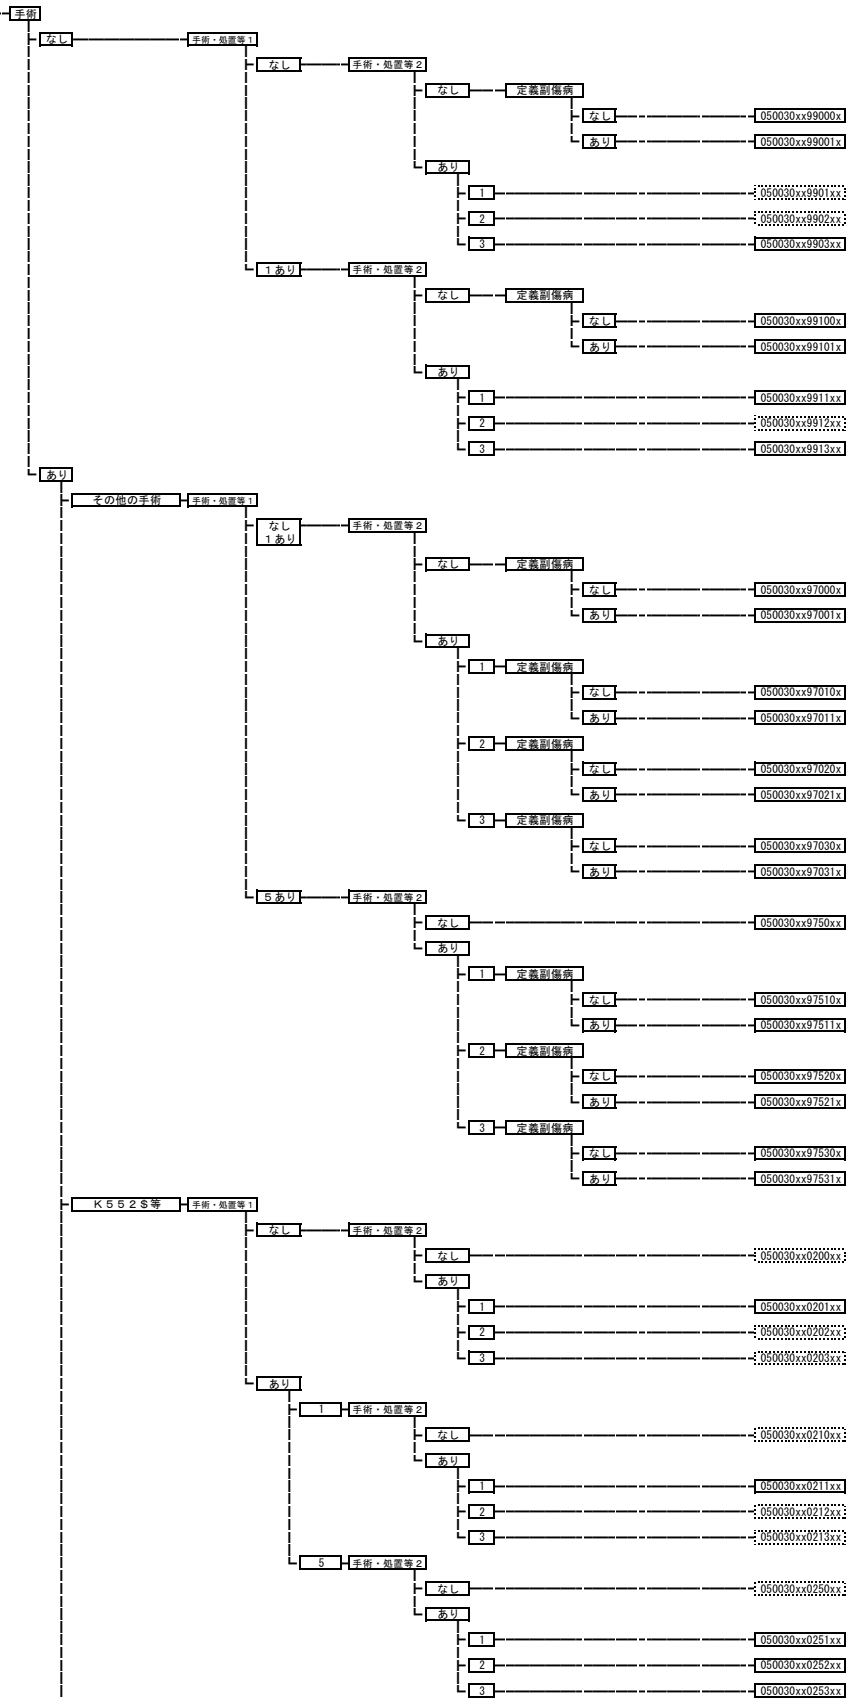 手術
なし 手術・処置等1
なし 手術・処置等2
なし 定義副傷病
なし 050030xx99000x
あり 050030xx99001x
あり
1 050030xx9901xx
2 050030xx9902xx
3 050030xx9903xx
1あり 手術・処置等2
なし 定義副傷病
なし 050030xx99100x
あり 050030xx99101x
あり
1 050030xx9911xx
2 050030xx9912xx
3 050030xx9913xx
あり
その他の手術 手術・処置等1
なし 手術・処置等2
1あり
なし 定義副傷病
なし 050030xx97000x
あり 050030xx97001x
あり
1 定義副傷病
なし 050030xx97010x
あり 050030xx97011x
2 定義副傷病
なし 050030xx97020x
あり 050030xx97021x
3 定義副傷病
なし 050030xx97030x
あり 050030xx97031x
5あり 手術・処置等2
なし 050030xx9750xx
あり
1 定義副傷病
なし 050030xx97510x
あり 050030xx97511x
2 定義副傷病
なし 050030xx97520x
あり 050030xx97521x
3 定義副傷病
なし 050030xx97530x
あり 050030xx97531x
K552$等 手術・処置等1
なし 手術・処置等2
なし 050030xx0200xx
あり
1 050030xx0201xx
2 050030xx0202xx
3 050030xx0203xx
あり
1 手術・処置等2
なし 050030xx0210xx
あり
1 050030xx0211xx
2 050030xx0212xx
3 050030xx0213xx
5 手術・処置等2
なし 050030xx0250xx
あり
1 050030xx0251xx
2 050030xx0252xx
3 050030xx0253xx